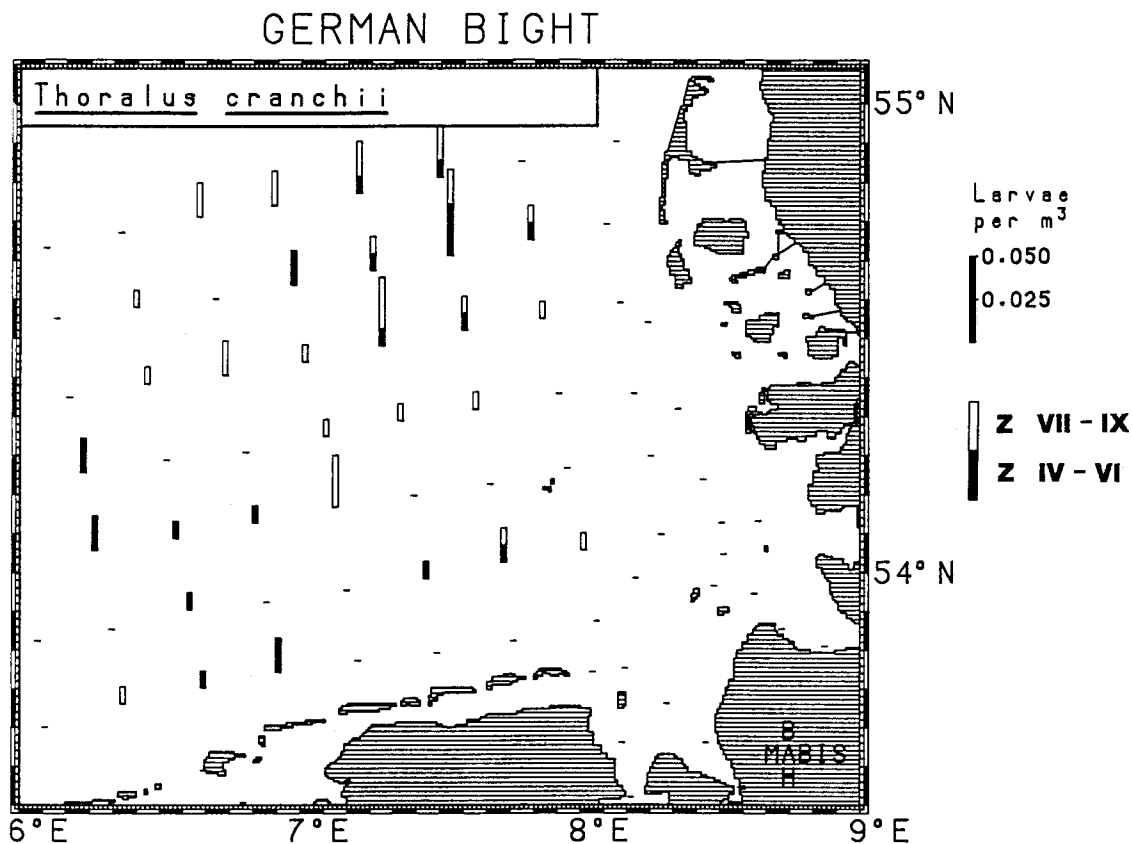 GERMAN BIGHT
Thoralus cranchii
55°N
Larvae
per m³
0.050
0.025
Z VII-IX
Z IV-VI
54°N
B
MABIS
H
6°E 7°E 8°E 9°E